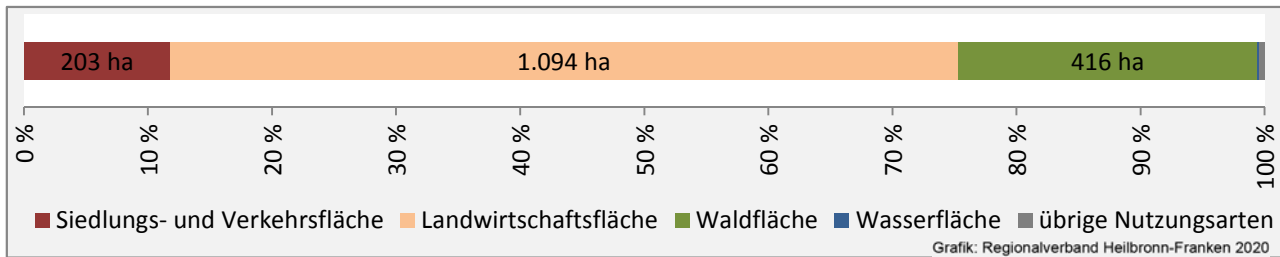 203 ha 1.094 ha 416 ha
0 % 10 % 20 % 30 % 40 % 50 % 60 % 70 % 80 % 90 % 100 %
Siedlungs- und Verkehrsfläche Landwirtschaftsfläche Waldfläche Wasserfläche übrige Nutzungsarten
Grafik: Regionalverband Heilbronn-Franken 2020